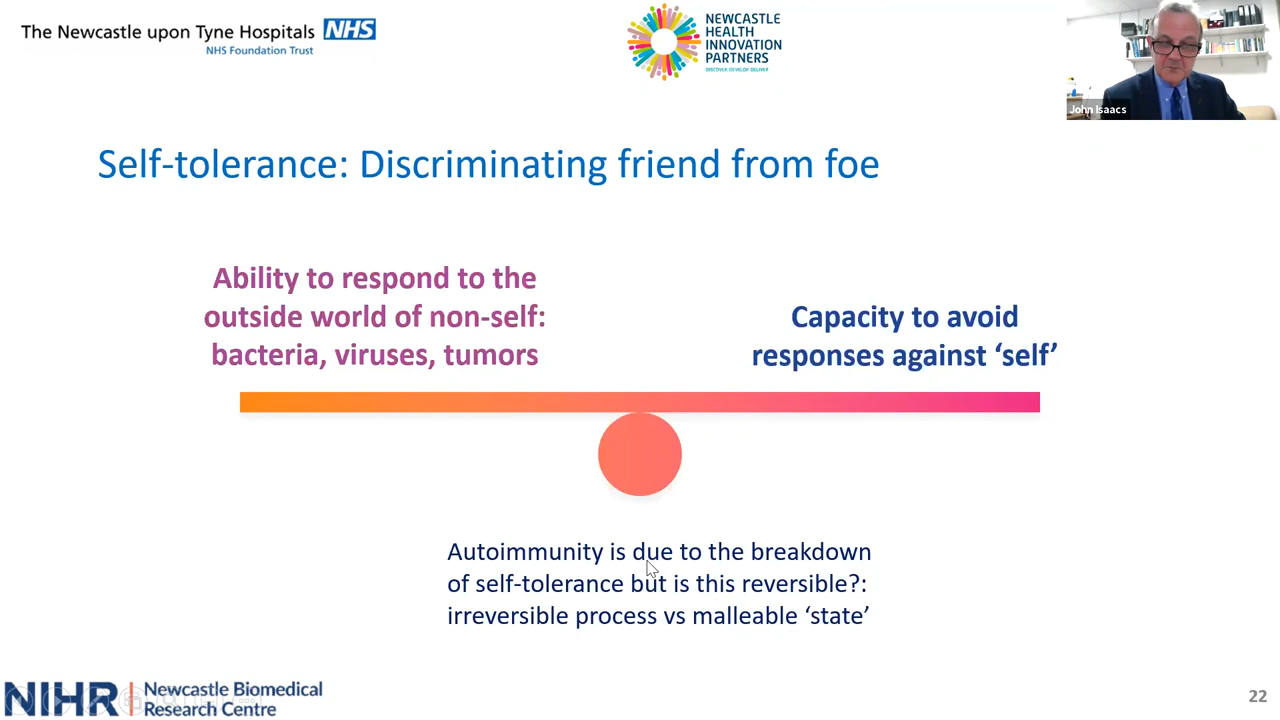 The Newcastle upon Tyne Hospitals NHS
NHS Foundation Trust
NEWCASTLE
HEALTH
INNOVATION
PARTNERS
DISCOVER. DEVELOP. DELIVER.
John Isaacs
Self-tolerance: Discriminating friend from foe
Ability to respond to the
outside world of non-self:
bacteria, viruses, tumors
Capacity to avoid
responses against ‘self’
Autoimmunity is due to the breakdown
of self-tolerance but is this reversible?:
irreversible process vs malleable ‘state’
NIHR | Newcastle Biomedical
Research Centre
22